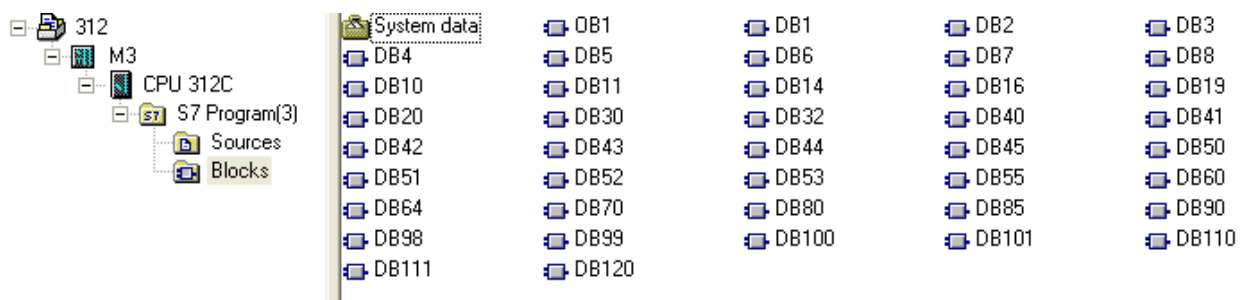 312
M3
CPU 312C
S7 Program(3)
Sources
Blocks
System data OB1 DB1 DB2 DB3
DB4 DB5 DB6 DB7 DB8
DB10 DB11 DB14 DB16 DB19
DB20 DB30 DB32 DB40 DB41
DB42 DB43 DB44 DB45 DB50
DB51 DB52 DB53 DB55 DB60
DB64 DB70 DB80 DB85 DB90
DB98 DB99 DB100 DB101 DB110
DB111 DB120